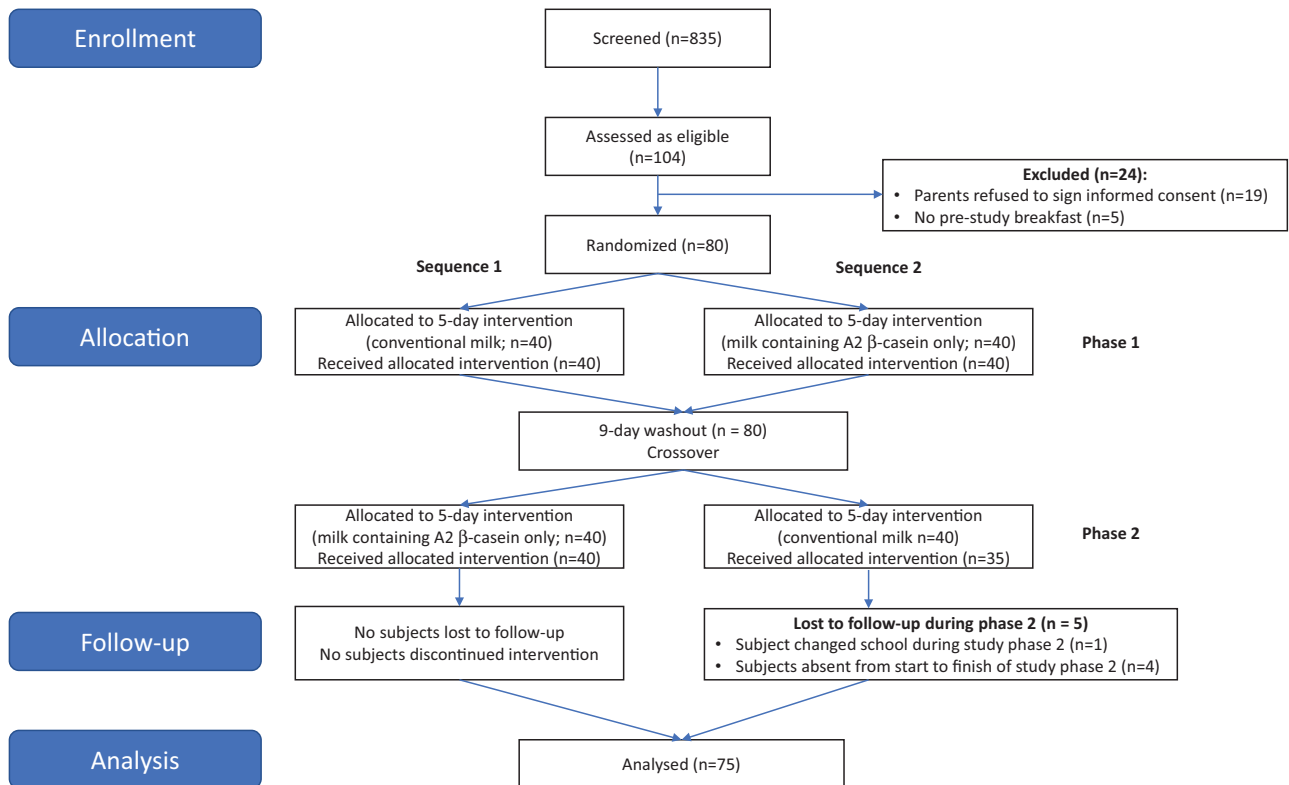 Enrollment
Screened (n=835)
Assessed as eligible
(n=104)
Excluded (n=24):
• Parents refused to sign informed consent (n=19)
• No pre-study breakfast (n=5)
Randomized (n=80)
Sequence 1
Sequence 2
Allocation
Allocated to 5-day intervention
(conventional milk; n=40)
Received allocated intervention (n=40)
Allocated to 5-day intervention
(milk containing A2 β-casein only; n=40)
Received allocated intervention (n=40)
Phase 1
9-day washout (n = 80)
Crossover
Allocated to 5-day intervention
(milk containing A2 β-casein only; n=40)
Received allocated intervention (n=40)
Allocated to 5-day intervention
(conventional milk n=40)
Received allocated intervention (n=35)
Phase 2
Follow-up
No subjects lost to follow-up
No subjects discontinued intervention
Lost to follow-up during phase 2 (n = 5)
• Subject changed school during study phase 2 (n=1)
• Subjects absent from start to finish of study phase 2 (n=4)
Analysis
Analysed (n=75)